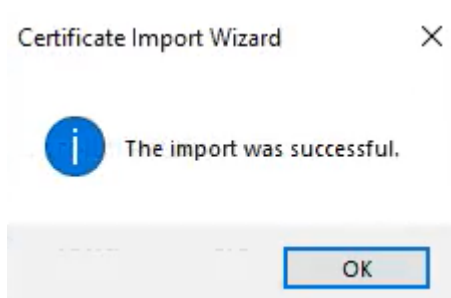 Certificate Import Wizard
The import was successful.
OK